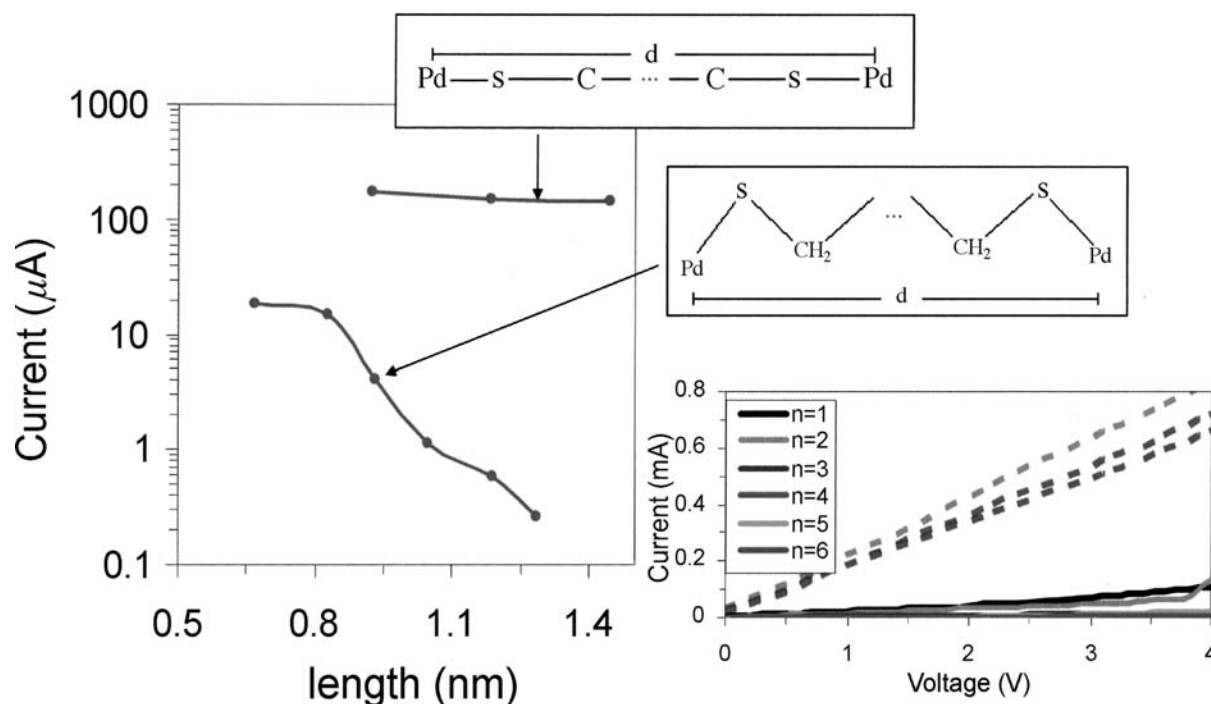 d
Pd—S—C ... C—S—Pd
1000
100
10
1
0.1
Current (μA)
0.5 0.8 1.1 1.4
length (nm)
S ... S
Pd CH₂ CH₂ Pd
d
0.8
0.6
0.4
0.2
0
Current (mA)
n=1
n=2
n=3
n=4
n=5
n=6
0 1 2 3 4
Voltage (V)